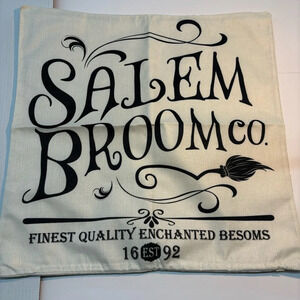 SALEM
BROOM CO.
FINEST QUALITY ENCHANTED BESOMS
16 EST 92